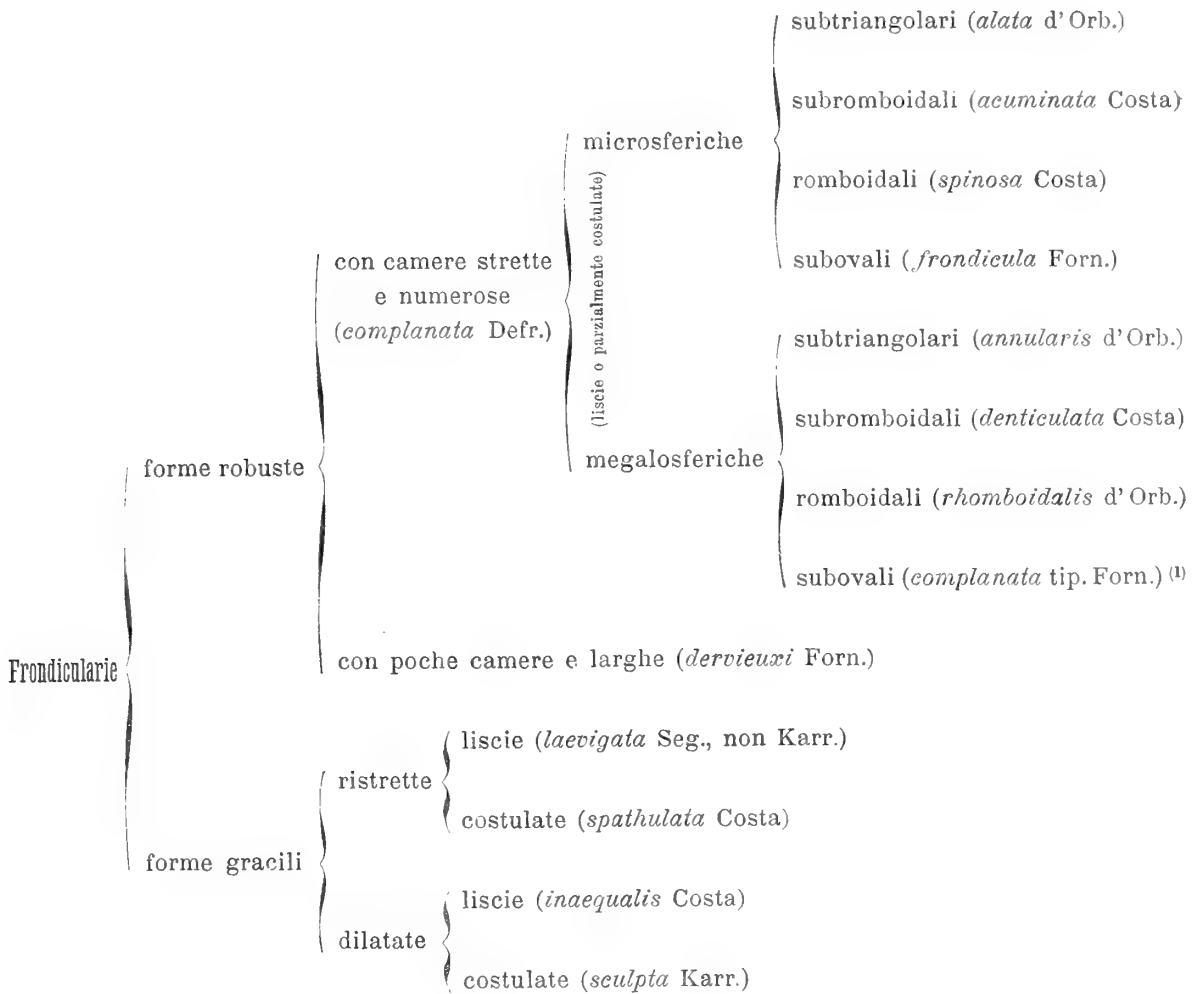 Frondicularie
forme robuste
con camere strette
e numerose
(complanata Defr.)
(liscie o parzialmente costulate)
microsferiche
subtriangolari (alata d'Orb.)
subromboidali (acuminata Costa)
romboidali (spinosa Costa)
subovali (frondicula Forn.)
megalosferiche
subtriangolari (annularis d'Orb.)
subromboidali (denticulata Costa)
romboidali (rhomboidalis d'Orb.)
subovali (complanata tip. Forn.) (1)
con poche camere e larghe (dervieuxi Forn.)
forme gracili
ristrette
liscie (laevigata Seg., non Karr.)
costulate (spathulata Costa)
dilatate
liscie (inaequalis Costa)
costulate (sculpta Karr.)